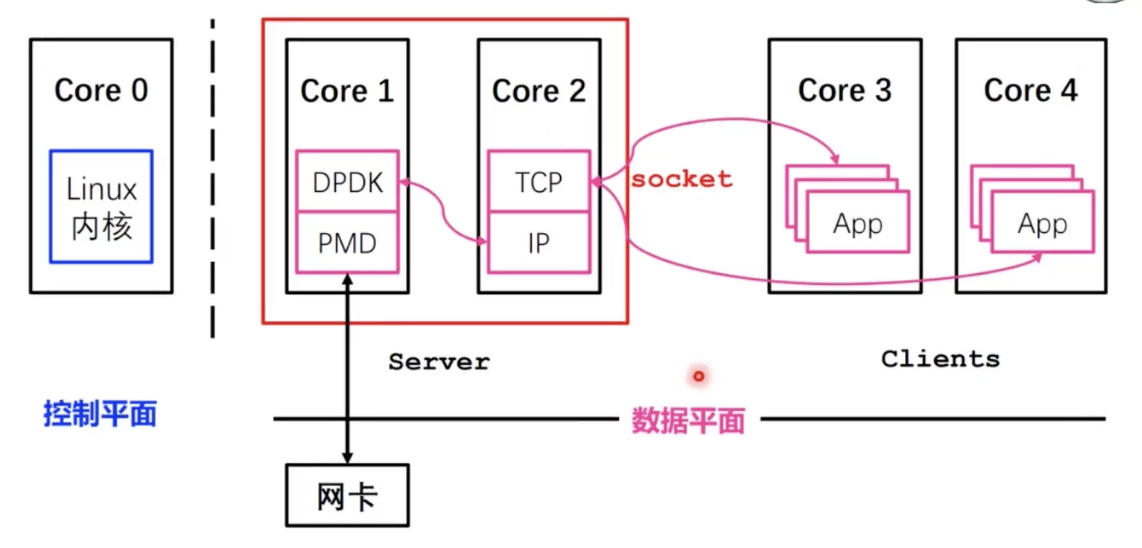 Core 0
Core 1
Core 2
Core 3
Core 4
Linux
内核
DPDK
PMD
TCP
IP
socket
App
App
Server
Clients
控制平面
数据平面
网卡